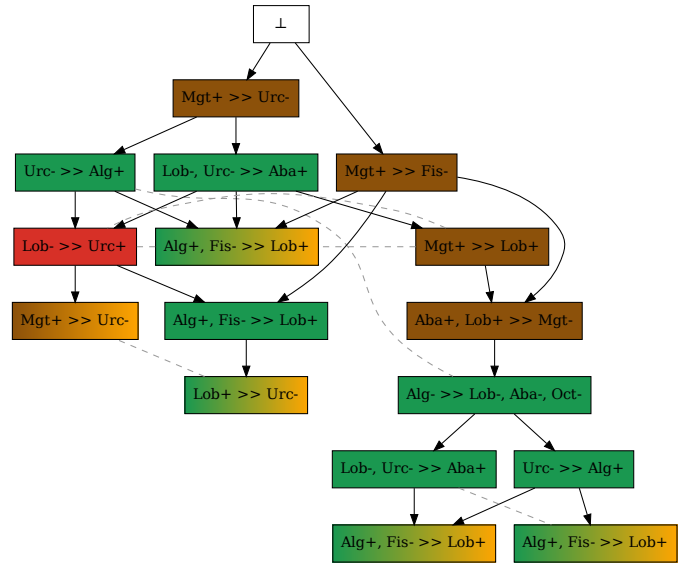 ⊥
Mgt+ >> Urc-
Urc- >> Alg+
Lob-, Urc- >> Aba+
Mgt+ >> Fis-
Lob- >> Urc+
Alg+, Fis- >> Lob+
Mgt+ >> Lob+
Mgt+ >> Urc-
Alg+, Fis- >> Lob+
Aba+, Lob+ >> Mgt-
Lob+ >> Urc-
Alg- >> Lob-, Aba-, Oct-
Lob-, Urc- >> Aba+
Urc- >> Alg+
Alg+, Fis- >> Lob+
Alg+, Fis- >> Lob+